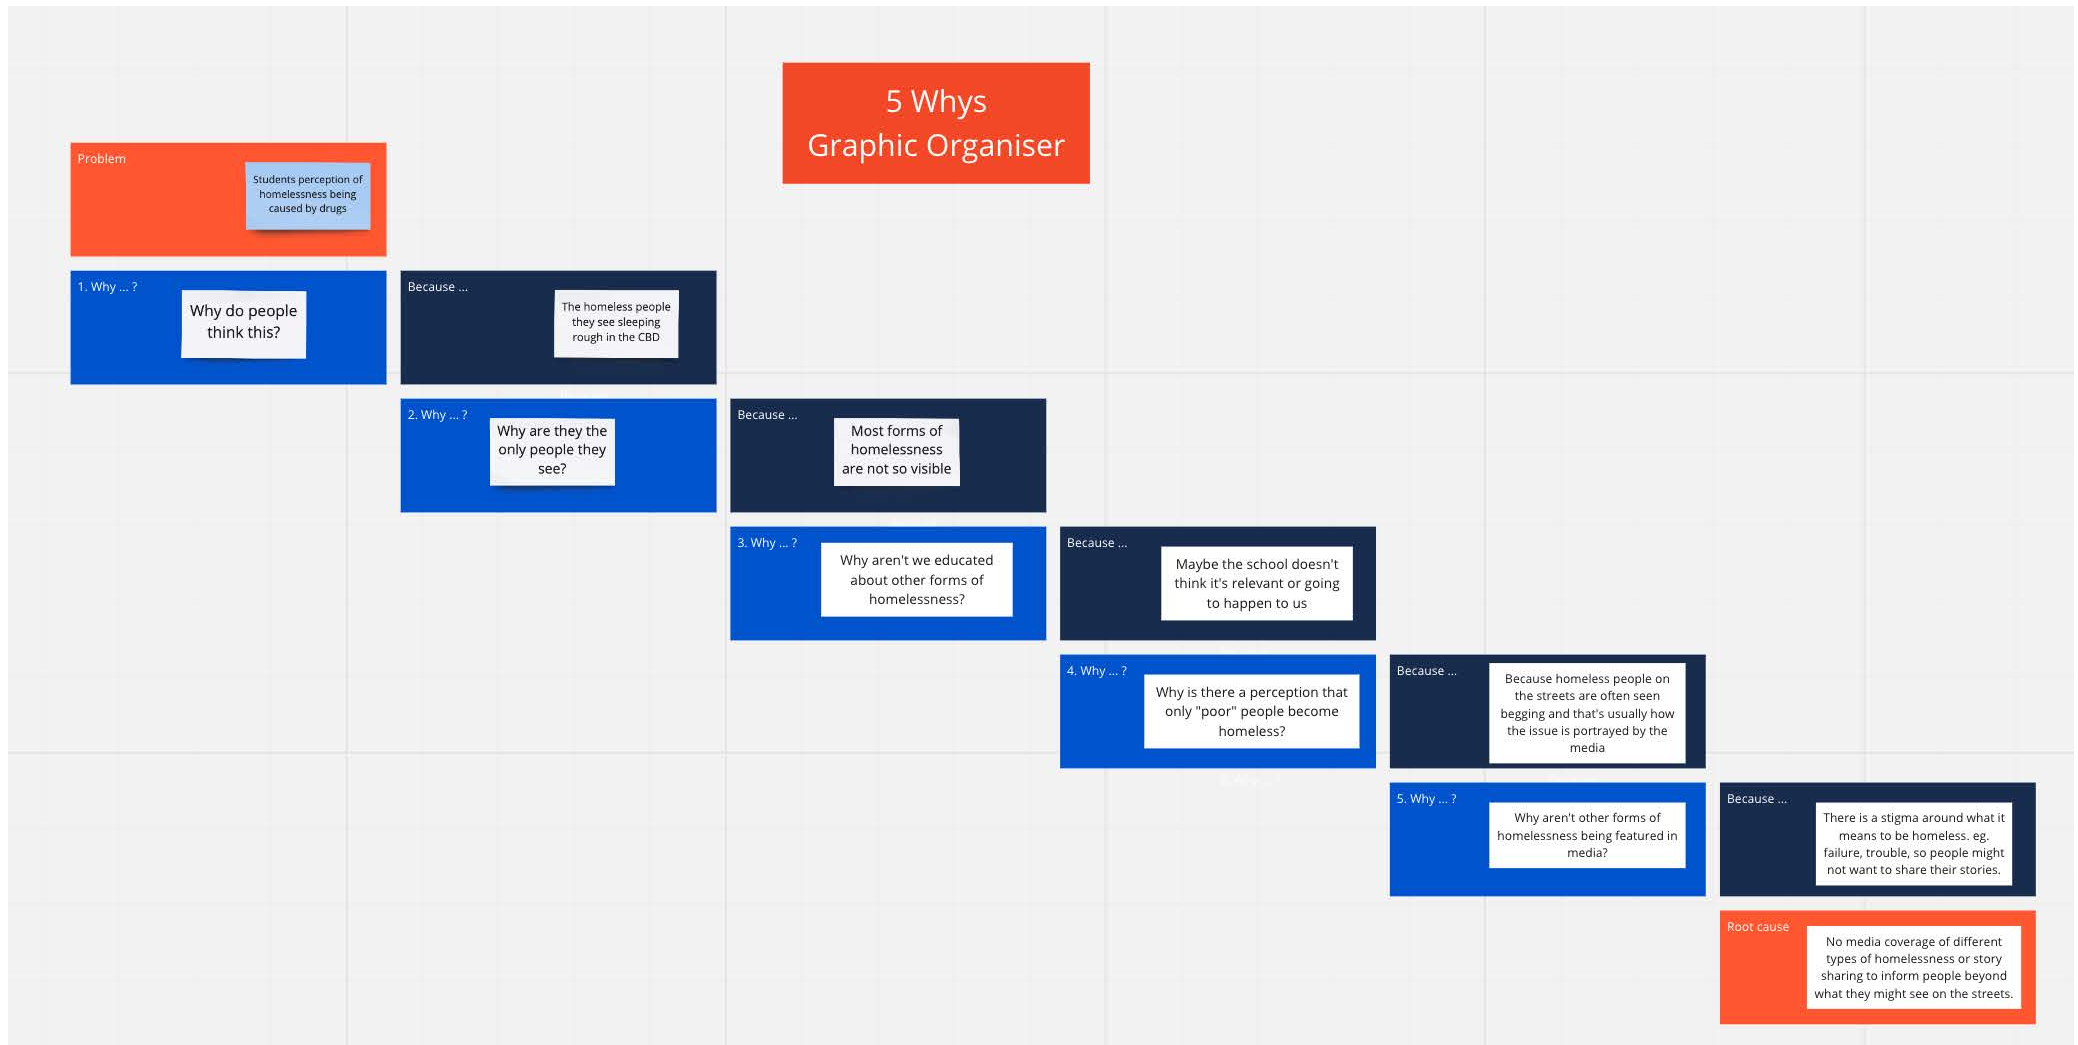 5 Whys
Graphic Organiser
Problem
Students perception of
homelessness being
caused by drugs
1. Why ... ?
Why do people
think this?
Because ...
The homeless people
they see sleeping
rough in the CBD
2. Why ... ?
Why are they the
only people they
see?
Because ...
Most forms of
homelessness
are not so visible
3. Why ... ?
Why aren't we educated
about other forms of
homelessness?
Because ...
Maybe the school doesn't
think it's relevant or going
to happen to us
4. Why ... ?
Why is there a perception that
only "poor" people become
homeless?
Because ...
Because homeless people on
the streets are often seen
begging and that's usually how
the issue is portrayed by the
media
5. Why ... ?
Why aren't other forms of
homelessness being featured in
media?
Because ...
There is a stigma around what it
means to be homeless. eg.
failure, trouble, so people might
not want to share their stories.
Root cause
No media coverage of different
types of homelessness or story
sharing to inform people beyond
what they might see on the streets.